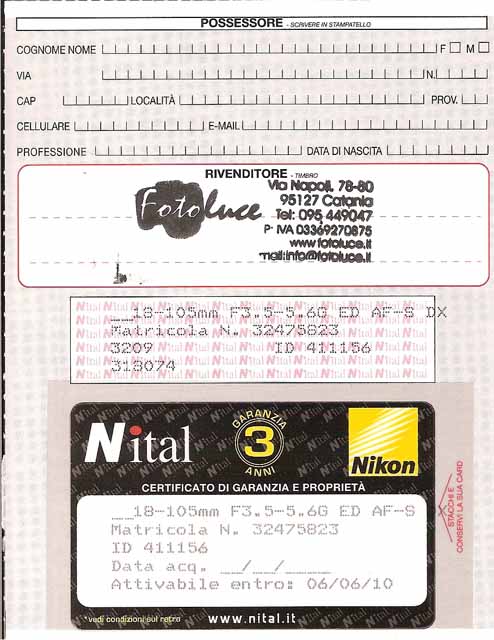 POSSESSORE - SCRIVERE IN STAMPATELLO
COGNOME NOME F M
VIA N.
CAP LOCALITÀ PROV.
CELLULARE E-MAIL
PROFESSIONE DATA DI NASCITA
RIVENDITORE - TIMBRO
Fotoluce
Via Napoli, 78-80
95127 Catania
Tel: 095 449047
P. IVA 03369270875
www.fotoluce.it
mail:info@fotoluce.it
__18-105mm F3.5-5.6G ED AF-S DX
Matricola N. 32475823
3209 ID 411156
318074
Nital
GARANZIA
3
ANNI
Nikon
CERTIFICATO DI GARANZIA E PROPRIETÀ
__18-105mm F3.5-5.6G ED AF-S X
Matricola N. 32475823
ID 411156
Data acq. __/__/____
Attivabile entro: 06/06/10
*vedi condizioni sul retro
www.nital.it
STACCHI E
CONSERVI LA SUA CARD